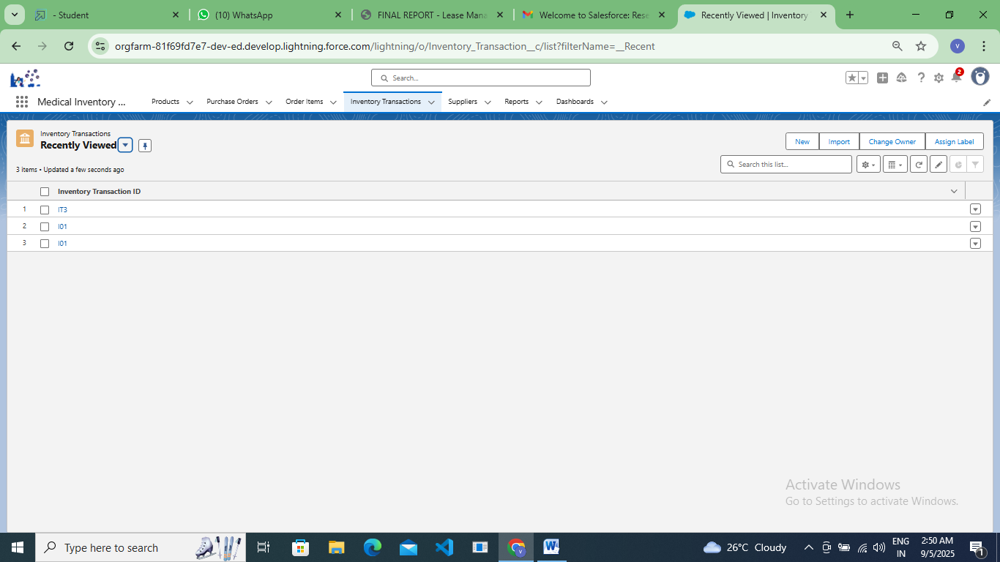 - Student
(10) WhatsApp
FINAL REPORT - Lease Mana
Welcome to Salesforce: Rese
Recently Viewed | Inventory
orgfarm-81f69fd7e7-dev-ed.develop.lightning.force.com/lightning/o/Inventory_Transaction__c/list?filterName=__Recent
V
Search...
2
Medical Inventory ...
Products
Purchase Orders
Order Items
Inventory Transactions
Suppliers
Reports
Dashboards
Inventory Transactions
Recently Viewed
New
Import
Change Owner
Assign Label
3 items • Updated a few seconds ago
Search this list...
Inventory Transaction ID
1 IT3
2 I01
3 I01
Activate Windows
Go to Settings to activate Windows.
Type here to search
26°C Cloudy
ENG
IN
2:50 AM
9/5/2025
1